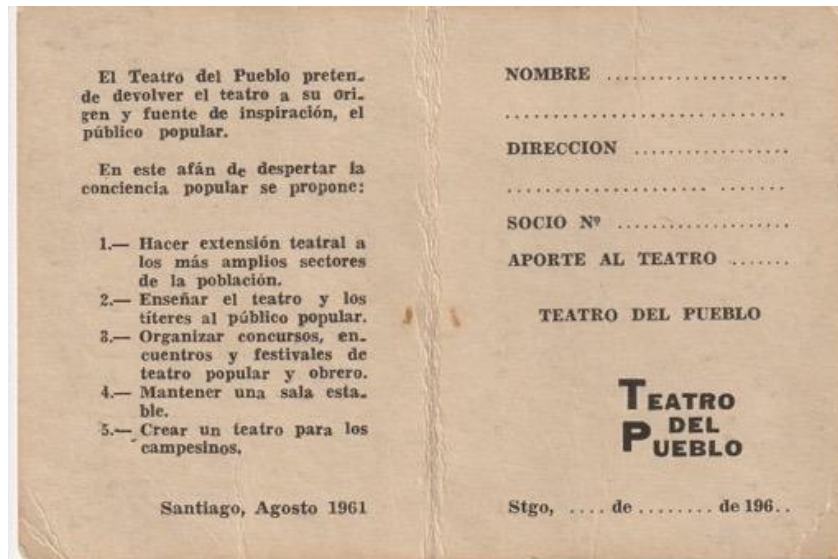 El Teatro del Pueblo preten-
de devolver el teatro a su ori-
gen y fuente de inspiración, el
público popular.
En este afán de despertar la
conciencia popular se propone:
1.— Hacer extensión teatral a
los más amplios sectores
de la población.
2.— Enseñar el teatro y los
títeres al público popular.
3.— Organizar concursos, en-
cuentros y festivales de
teatro popular y obrero.
4.— Mantener una sala esta-
ble.
5.— Crear un teatro para los
campesinos.
Santiago, Agosto 1961
NOMBRE .....................
................................
DIRECCION ..................
....................... .......
SOCIO Nº ....................
APORTE AL TEATRO .......
TEATRO DEL PUEBLO
TEATRO
DEL
PUEBLO
Stgo, .... de ........ de 196..